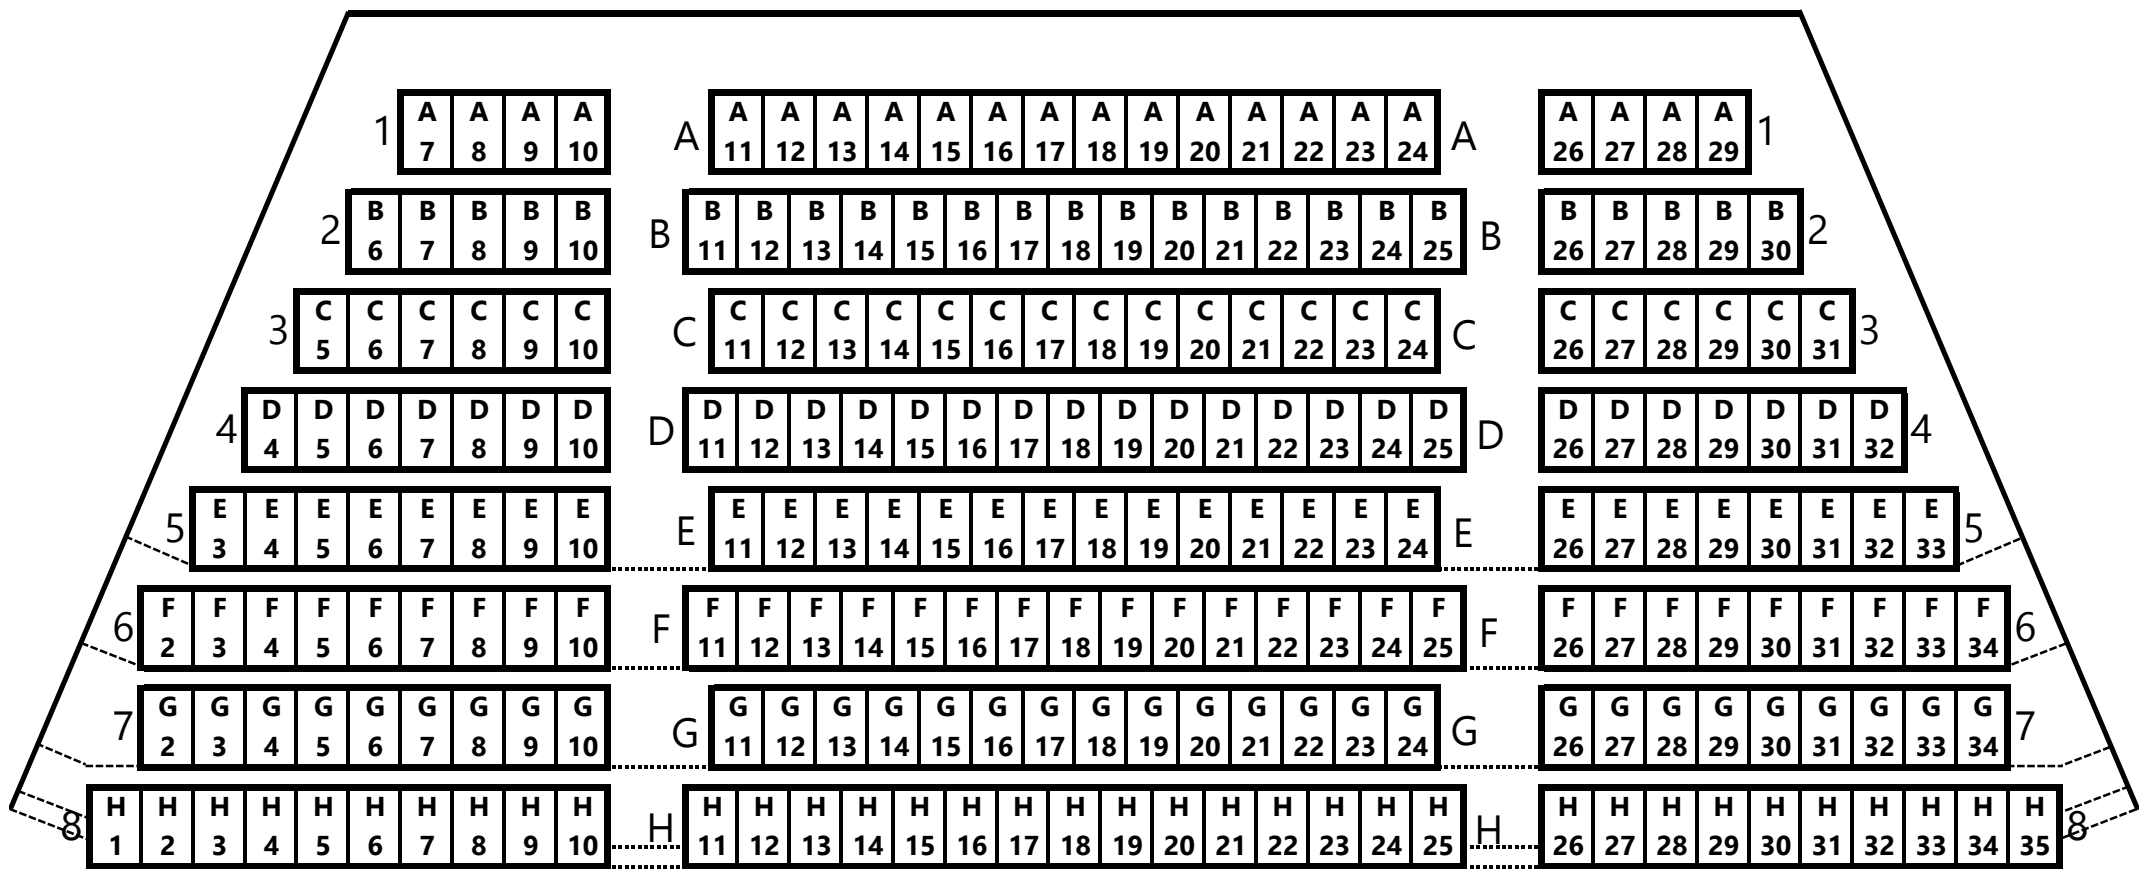 A A A A A A A A A A A A A A A A A A A A A A
1 A A 1
7 8 9 10 11 12 13 14 15 16 17 18 19 20 21 22 23 24 26 27 28 29
B B B B B B B B B B B B B B B B B B B B B B B B B
2 B B 2
6 7 8 9 10 11 12 13 14 15 16 17 18 19 20 21 22 23 24 25 26 27 28 29 30
C C C C C C C C C C C C C C C C C C C C C C C C C C
3 C C 3
5 6 7 8 9 10 11 12 13 14 15 16 17 18 19 20 21 22 23 24 26 27 28 29 30 31
D D D D D D D D D D D D D D D D D D D D D D D D D D D D D
4 D D 4
4 5 6 7 8 9 10 11 12 13 14 15 16 17 18 19 20 21 22 23 24 25 26 27 28 29 30 31 32
E E E E E E E E E E E E E E E E E E E E E E E E E E E E E E
5 E E 5
3 4 5 6 7 8 9 10 11 12 13 14 15 16 17 18 19 20 21 22 23 24 26 27 28 29 30 31 32 33
F F F F F F F F F F F F F F F F F F F F F F F F F F F F F F F F F
6 F F 6
2 3 4 5 6 7 8 9 10 11 12 13 14 15 16 17 18 19 20 21 22 23 24 25 26 27 28 29 30 31 32 33 34
G G G G G G G G G G G G G G G G G G G G G G G G G G G G G G G G
7 G G 7
2 3 4 5 6 7 8 9 10 11 12 13 14 15 16 17 18 19 20 21 22 23 24 26 27 28 29 30 31 32 33 34
H H H H H H H H H H H H H H H H H H H H H H H H H H H H H H H H H H H
8 H H 8
1 2 3 4 5 6 7 8 9 10 11 12 13 14 15 16 17 18 19 20 21 22 23 24 25 26 27 28 29 30 31 32 33 34 35